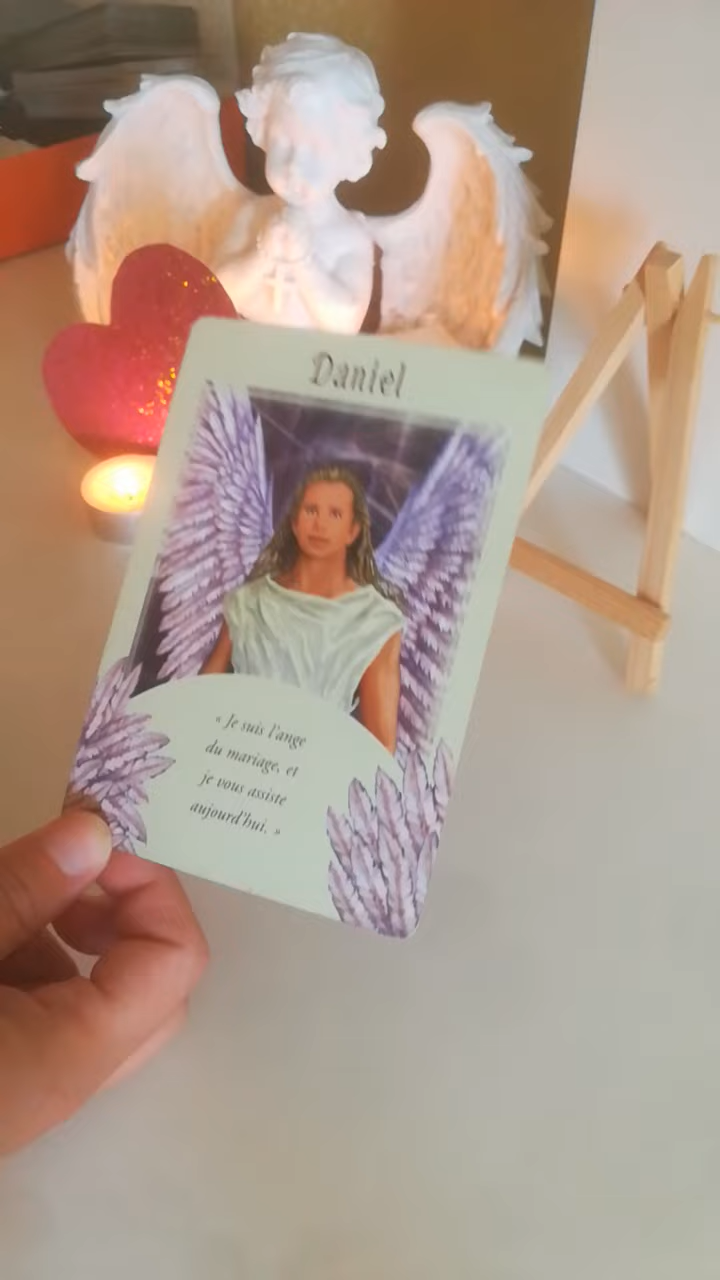 Daniel
« Je suis l'ange
du mariage, et
je vous assiste
aujourd'hui. »